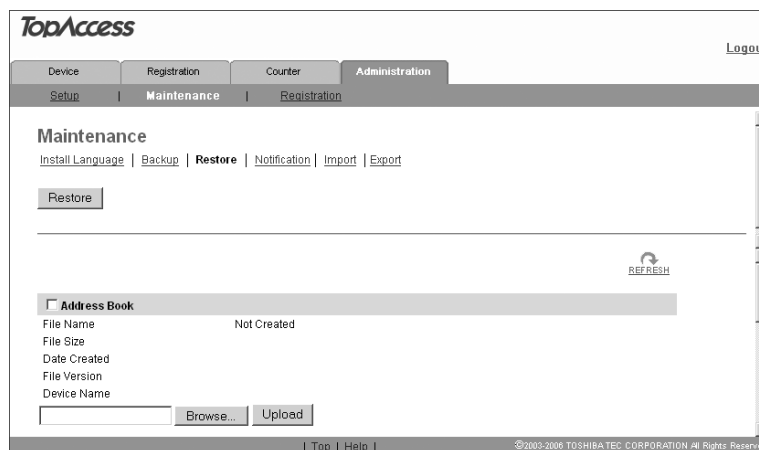 TopAccess
Logou
Device Registration Counter Administration
Setup | Maintenance | Registration
Maintenance
Install Language | Backup | Restore | Notification | Import | Export
Restore
REFRESH
Address Book
File Name Not Created
File Size
Date Created
File Version
Device Name
Browse... Upload
| Top | Help | ©2003-2006 TOSHIBA TEC CORPORATION All Rights Reserve